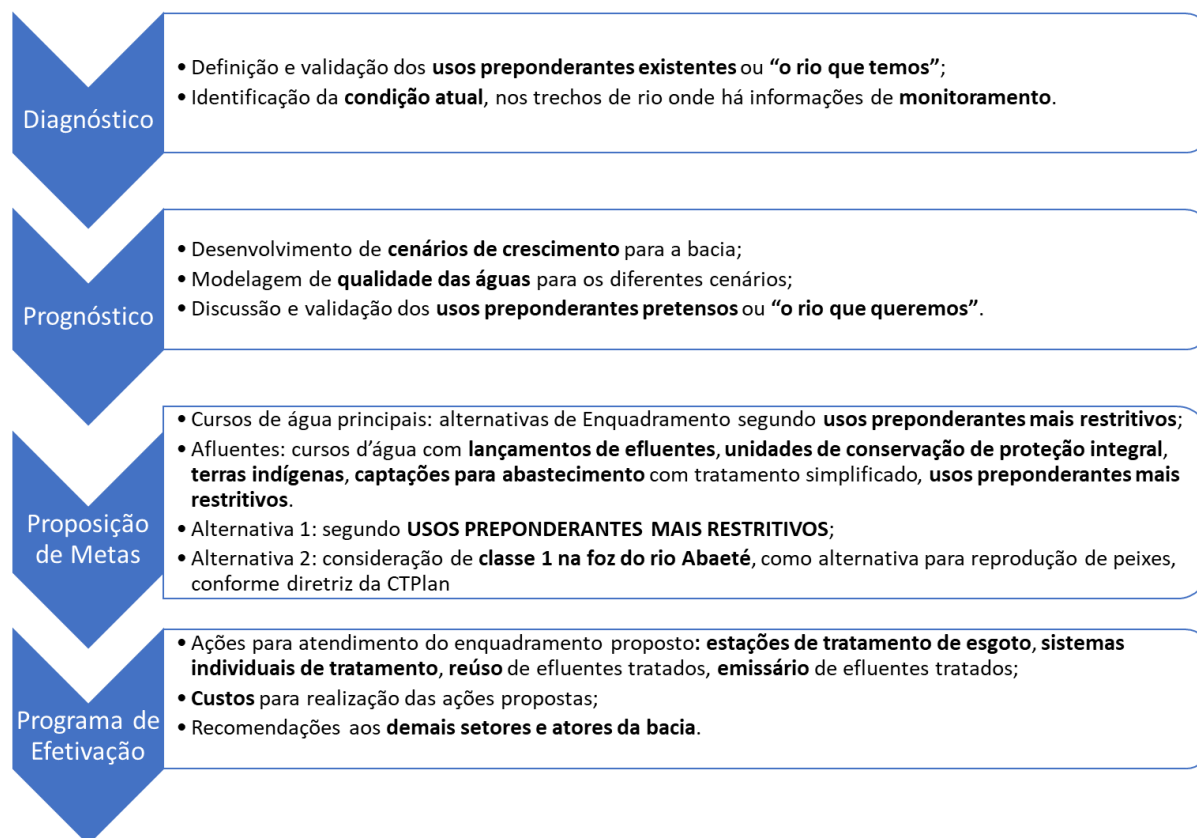 Diagnóstico
• Definição e validação dos usos preponderantes existentes ou “o rio que temos”;
• Identificação da condição atual, nos trechos de rio onde há informações de monitoramento.
Prognóstico
• Desenvolvimento de cenários de crescimento para a bacia;
• Modelagem de qualidade das águas para os diferentes cenários;
• Discussão e validação dos usos preponderantes pretensos ou “o rio que queremos”.
Proposição
de Metas
• Cursos de água principais: alternativas de Enquadramento segundo usos preponderantes mais restritivos;
• Afluentes: cursos d’água com lançamentos de efluentes, unidades de conservação de proteção integral,
terras indígenas, captações para abastecimento com tratamento simplificado, usos preponderantes mais
restritivos.
• Alternativa 1: segundo USOS PREPONDERANTES MAIS RESTRITIVOS;
• Alternativa 2: consideração de classe 1 na foz do rio Abaeté, como alternativa para reprodução de peixes,
conforme diretriz da CTPlan
Programa de
Efetivação
• Ações para atendimento do enquadramento proposto: estações de tratamento de esgoto, sistemas
individuais de tratamento, reúso de efluentes tratados, emissário de efluentes tratados;
• Custos para realização das ações propostas;
• Recomendações aos demais setores e atores da bacia.